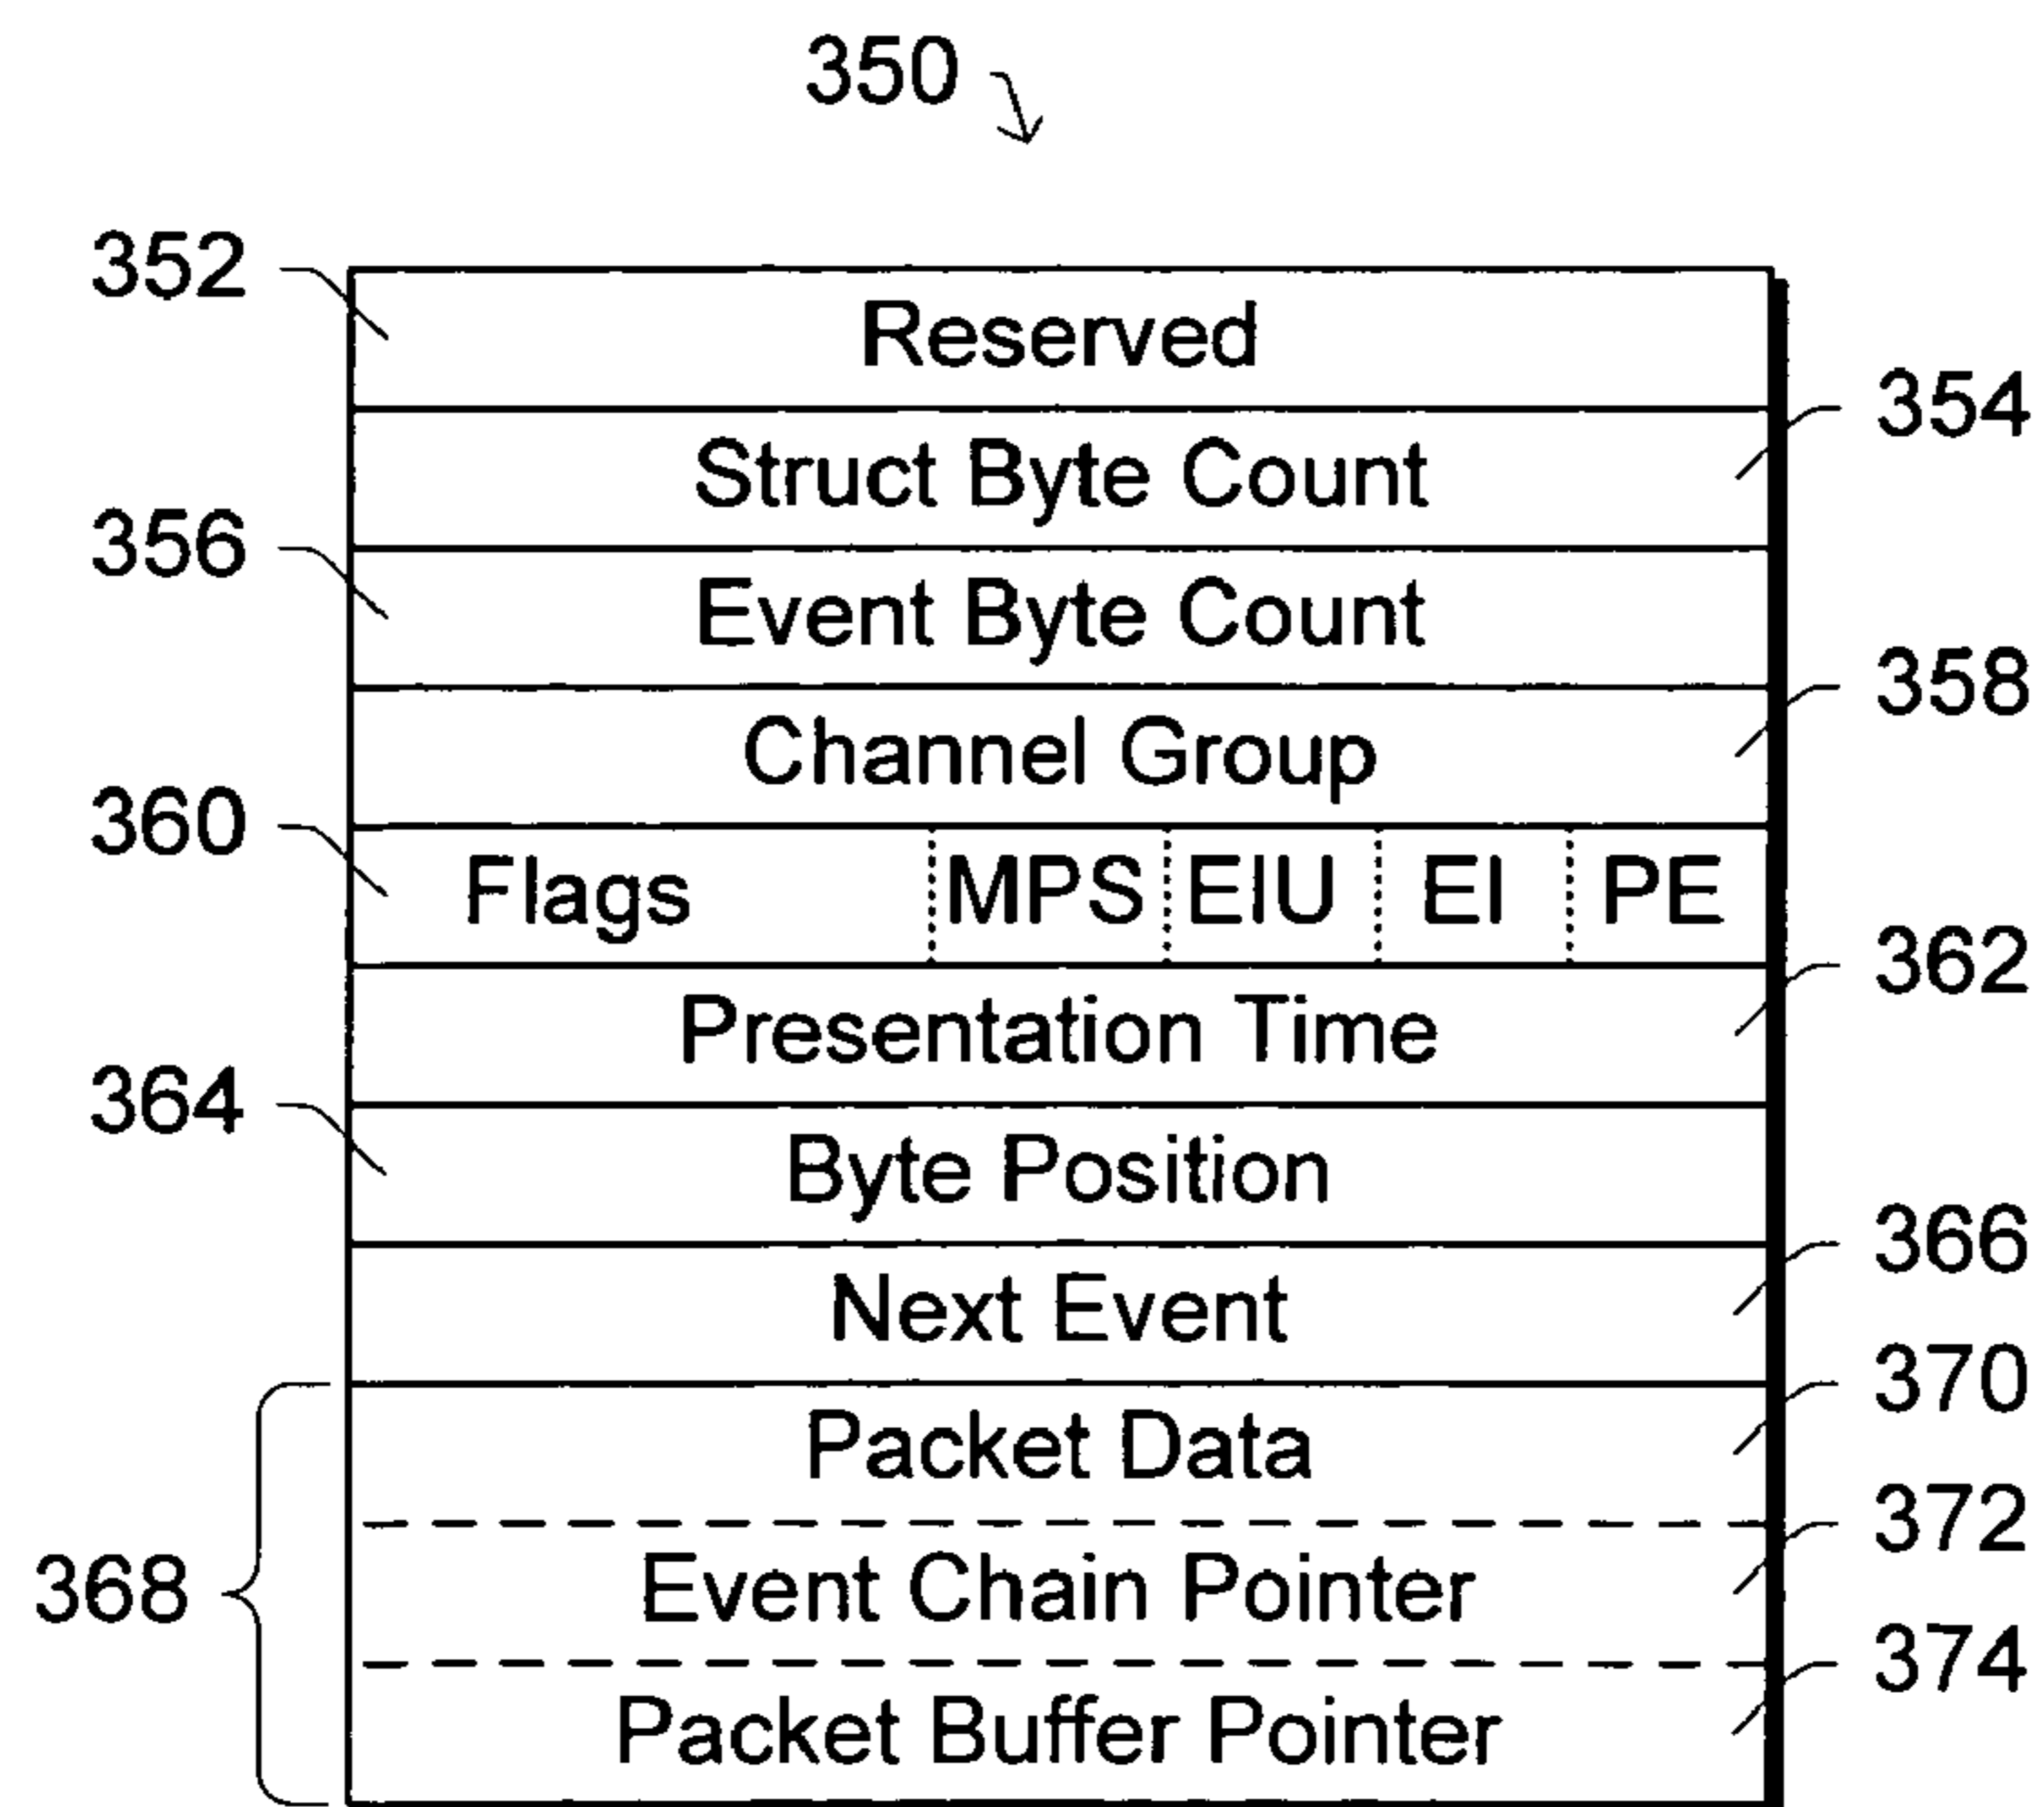 350
352
Reserved
354
Struct Byte Count
356
Event Byte Count
358
Channel Group
360
Flags MPS EIU EI PE
362
Presentation Time
364
Byte Position
366
Next Event
370
Packet Data
372
368
Event Chain Pointer
374
Packet Buffer Pointer